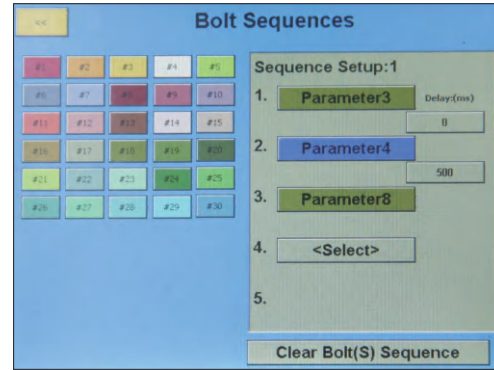 <<
Bolt Sequences
#1 #2 #3 #4 #5
#6 #7 #8 #9 #10
#11 #12 #13 #14 #15
#16 #17 #18 #19 #20
#21 #22 #23 #24 #25
#26 #27 #28 #29 #30
Sequence Setup:1
1. Parameter3 Delay:(ms)
0
2. Parameter4
500
3. Parameter8
4. <Select>
5.
Clear Bolt(S) Sequence